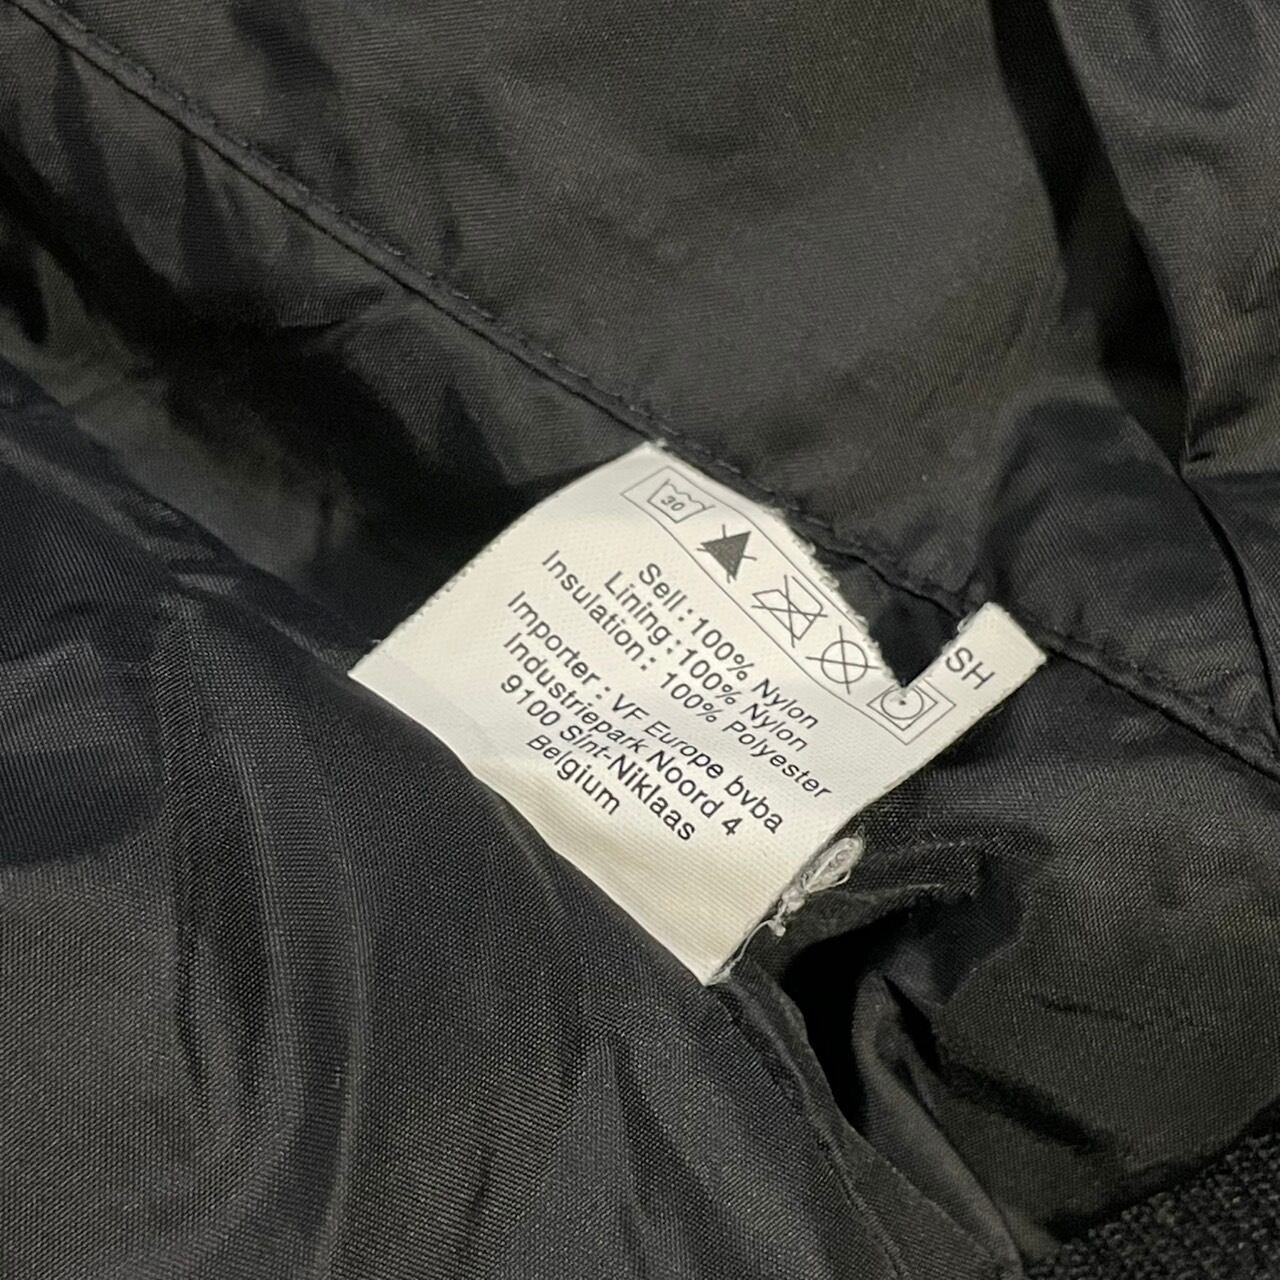 30
SH
Sell : 100% Nylon
Lining : 100% Nylon
Insulation : 100% Polyester
Importer : VF Europe bvba
Industriepark Noord 4
9100 Sint-Niklaas
Belgium